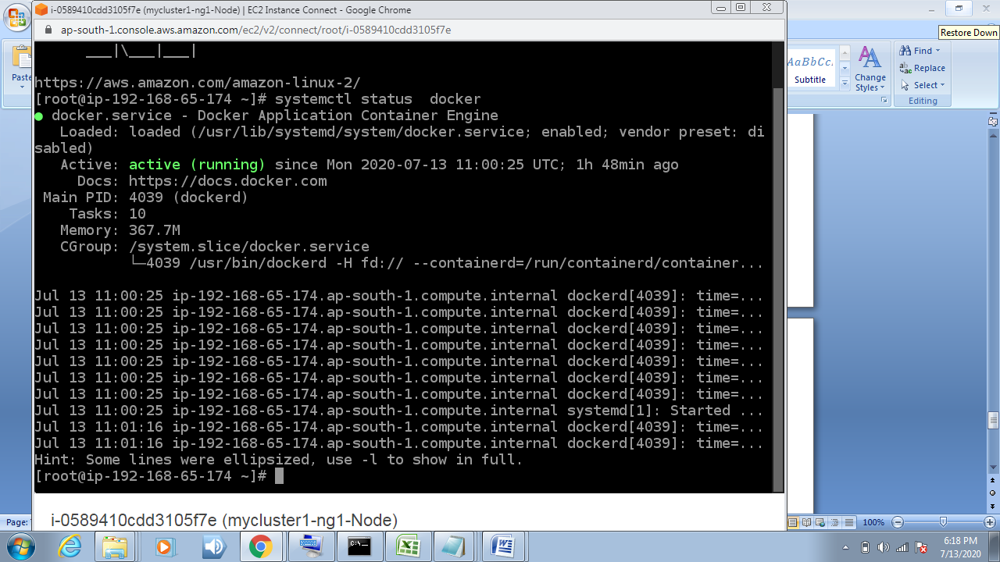 i-0589410cdd3105f7e (mycluster1-ng1-Node) | EC2 Instance Connect - Google Chrome
ap-south-1.console.aws.amazon.com/ec2/v2/connect/root/i-0589410cdd3105f7e
Restore Down
Paste
AaBbCc
Subtitle
Change
Styles
Find
Replace
Select
Editing
___|\___|___|
https://aws.amazon.com/amazon-linux-2/
[root@ip-192-168-65-174 ~]# systemctl status  docker
● docker.service - Docker Application Container Engine
Loaded: loaded (/usr/lib/systemd/system/docker.service; enabled; vendor preset: di
sabled)
Active: active (running) since Mon 2020-07-13 11:00:25 UTC; 1h 48min ago
Docs: https://docs.docker.com
Main PID: 4039 (dockerd)
Tasks: 10
Memory: 367.7M
CGroup: /system.slice/docker.service
└─4039 /usr/bin/dockerd -H fd:// --containerd=/run/containerd/container...
Jul 13 11:00:25 ip-192-168-65-174.ap-south-1.compute.internal dockerd[4039]: time=...
Jul 13 11:00:25 ip-192-168-65-174.ap-south-1.compute.internal dockerd[4039]: time=...
Jul 13 11:00:25 ip-192-168-65-174.ap-south-1.compute.internal dockerd[4039]: time=...
Jul 13 11:00:25 ip-192-168-65-174.ap-south-1.compute.internal dockerd[4039]: time=...
Jul 13 11:00:25 ip-192-168-65-174.ap-south-1.compute.internal dockerd[4039]: time=...
Jul 13 11:00:25 ip-192-168-65-174.ap-south-1.compute.internal dockerd[4039]: time=...
Jul 13 11:00:25 ip-192-168-65-174.ap-south-1.compute.internal dockerd[4039]: time=...
Jul 13 11:00:25 ip-192-168-65-174.ap-south-1.compute.internal systemd[1]: Started ...
Jul 13 11:01:16 ip-192-168-65-174.ap-south-1.compute.internal dockerd[4039]: time=...
Jul 13 11:01:16 ip-192-168-65-174.ap-south-1.compute.internal dockerd[4039]: time=...
Hint: Some lines were ellipsized, use -l to show in full.
[root@ip-192-168-65-174 ~]#
i-0589410cdd3105f7e (mycluster1-ng1-Node)
Page:
100%
6:18 PM
7/13/2020